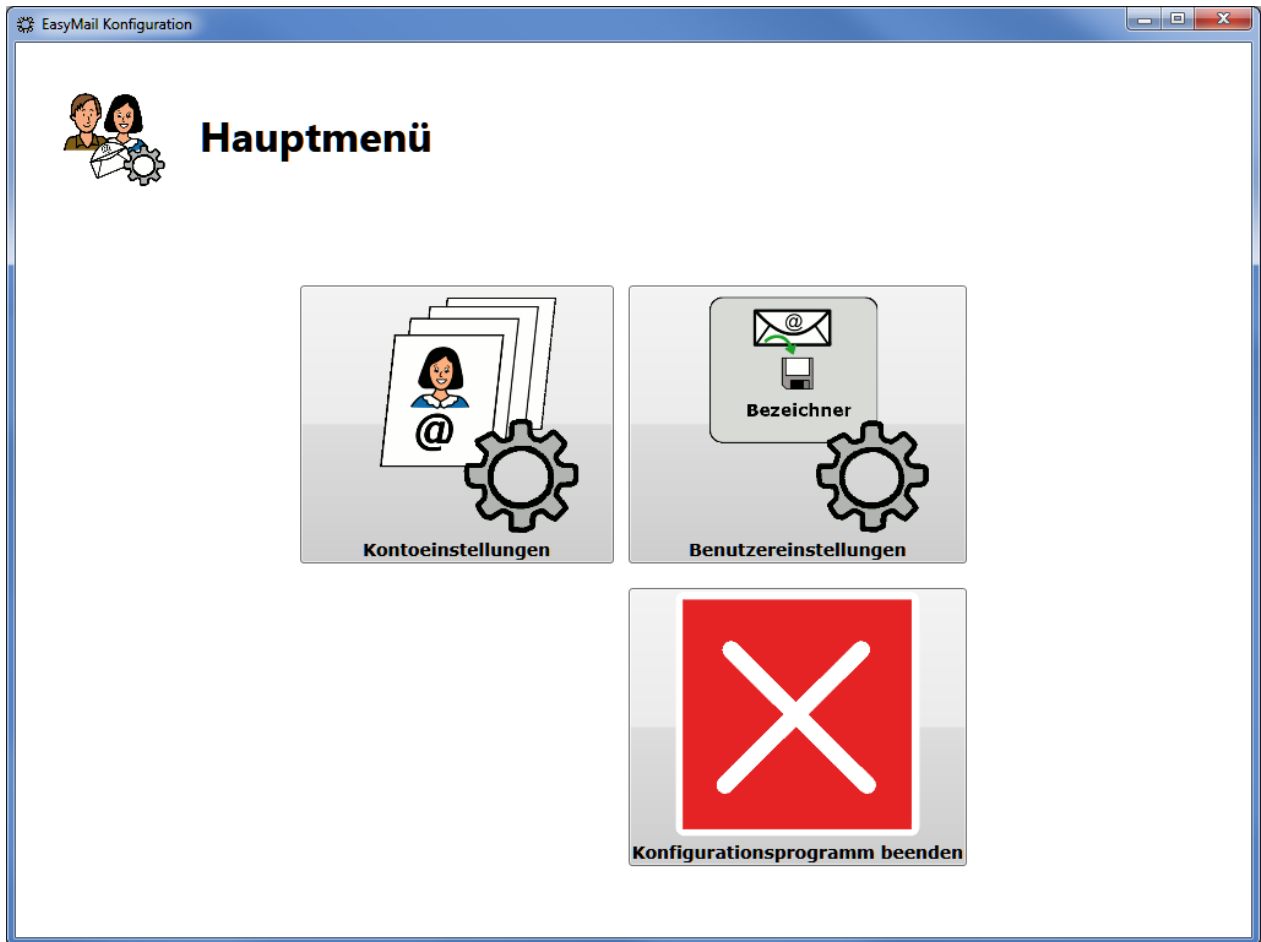 EasyMail Konfiguration
Hauptmenü
@
@
@
Bezeichner
Kontoeinstellungen
Benutzereinstellungen
Konfigurationsprogramm beenden